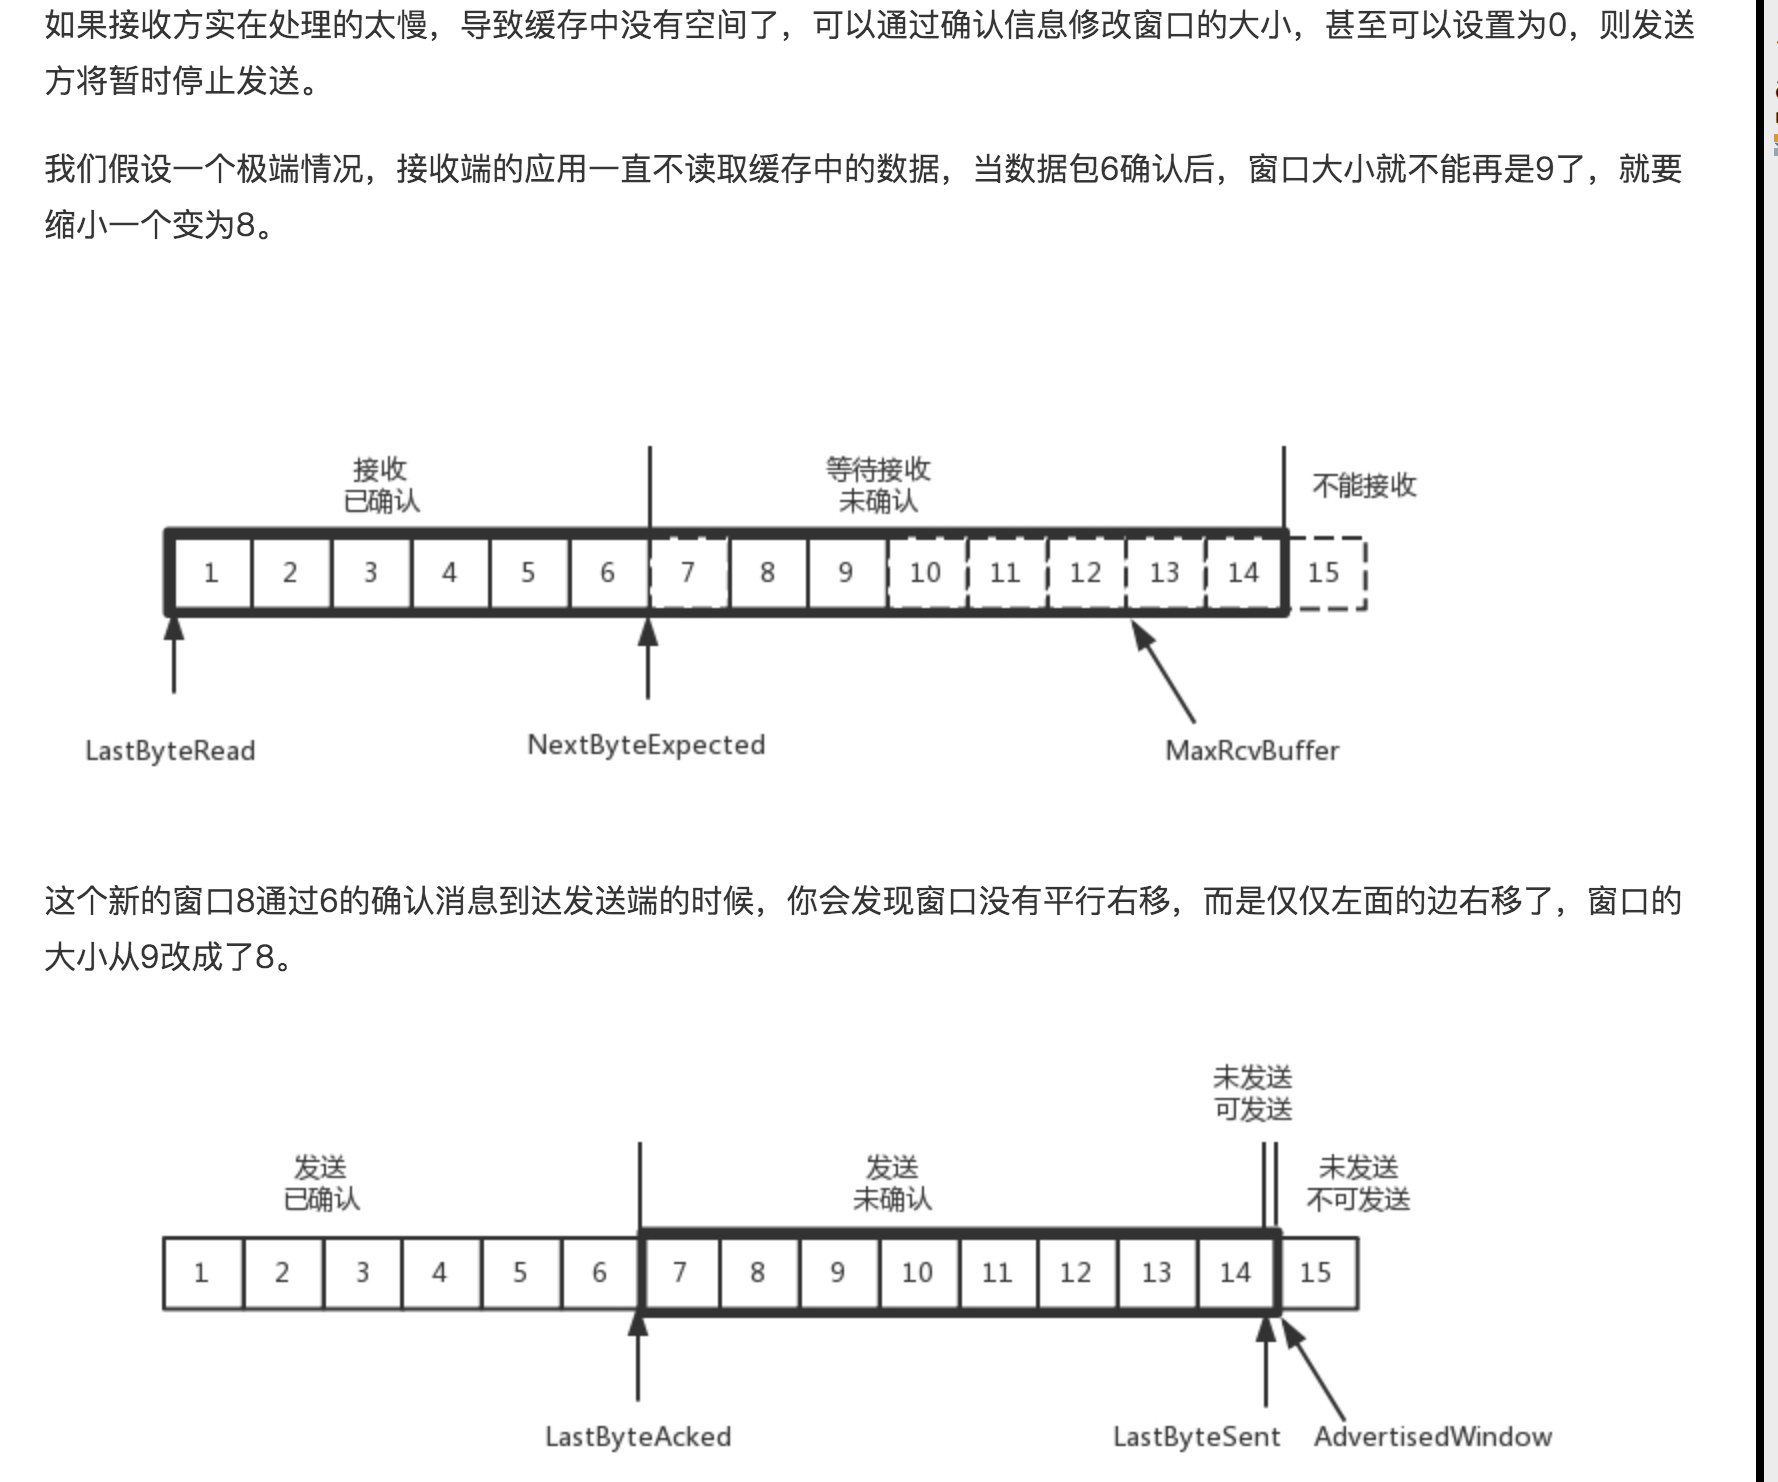 如果接收方实在处理的太慢，导致缓存中没有空间了，可以通过确认信息修改窗口的大小，甚至可以设置为0，则发送
方将暂时停止发送。
我们假设一个极端情况，接收端的应用一直不读取缓存中的数据，当数据包6确认后，窗口大小就不能再是9了，就要
缩小一个变为8。
接收
已确认
等待接收
未确认
不能接收
1 2 3 4 5 6 7 8 9 10 11 12 13 14 15
LastByteRead
NextByteExpected
MaxRcvBuffer
这个新的窗口8通过6的确认消息到达发送端的时候，你会发现窗口没有平行右移，而是仅仅左面的边右移了，窗口的
大小从9改成了8。
未发送
可发送
发送
已确认
发送
未确认
未发送
不可发送
1 2 3 4 5 6 7 8 9 10 11 12 13 14 15
LastByteAcked
LastByteSent
AdvertisedWindow